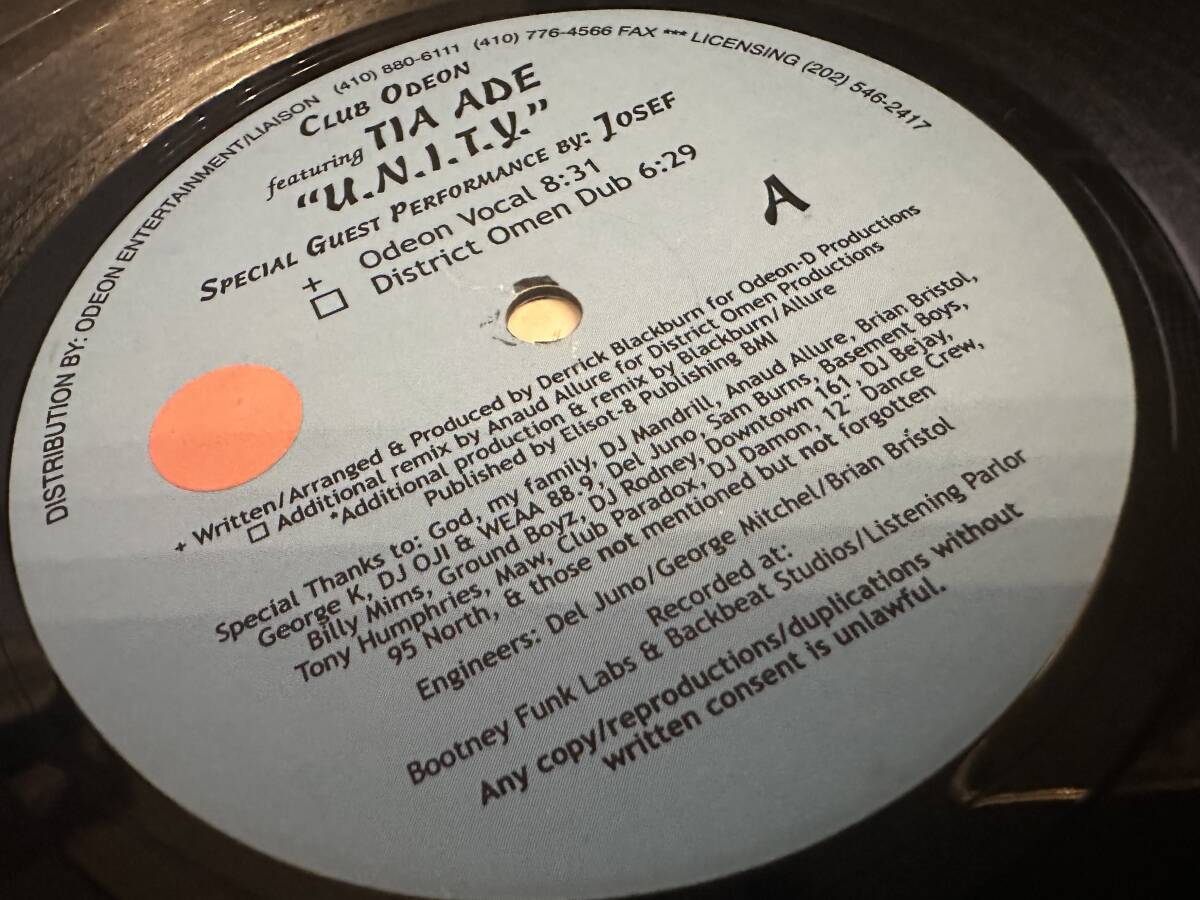 DISTRIBUTION BY: ODEON ENTERTAINMENT/LIAISON (410) 880-6111 (410) 776-4566 FAX *** LICENSING (202) 546-2417
CLUB ODEON
featuring TIA ADE
"U.N.I.T.Y."
SPECIAL GUEST PERFORMANCE BY: JOSEF
+ Odeon Vocal 8:31
□ District Omen Dub 6:29
A
+ Written/Arranged & Produced by Derrick Blackburn for Odeon-D Productions
□ Additional remix by Anaud Allure for District Omen Productions
*Additional production & remix by Blackburn/Allure
Published by Elisot-8 Publishing BMI
Special Thanks to: God, my family, DJ Mandrill, Anaud Allure, Brian Bristol,
George K, DJ OJI & WEAA 88.9, Del Juno, Sam Burns, Basement Boys,
Billy Mims, Ground Boyz, DJ Rodney, Downtown 161, DJ Bejay,
Tony Humphries, Maw, Club Paradox, DJ Damon, 12" Dance Crew,
95 North, & those not mentioned but not forgotten
Engineers: Del Juno/George Mitchel/Brian Bristol
Recorded at:
Bootney Funk Labs & Backbeat Studios/Listening Parlor
Any copy/reproductions/duplications without
written consent is unlawful.